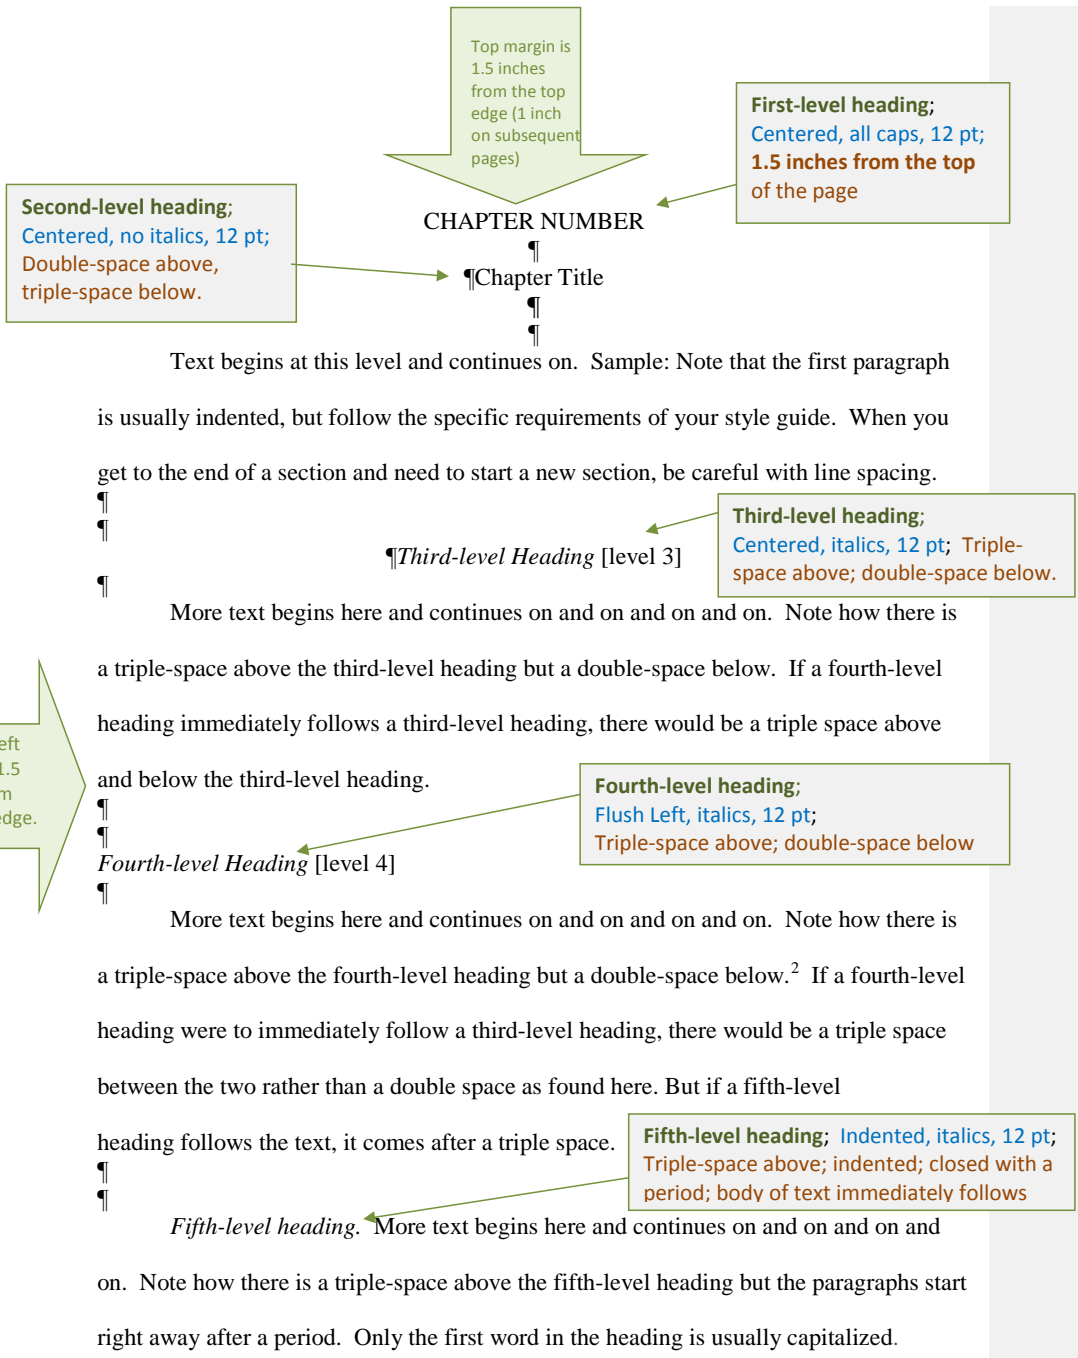 Top margin is
1.5 inches
from the top
edge (1 inch
on subsequent
pages)
First-level heading;
Centered, all caps, 12 pt;
1.5 inches from the top
of the page
Second-level heading;
Centered, no italics, 12 pt;
Double-space above,
triple-space below.
CHAPTER NUMBER
¶
¶Chapter Title
¶
¶
Text begins at this level and continues on.  Sample: Note that the first paragraph
is usually indented, but follow the specific requirements of your style guide.  When you
get to the end of a section and need to start a new section, be careful with line spacing.
¶
¶
Third-level heading;
Centered, italics, 12 pt;  Triple-
space above; double-space below.
¶Third-level Heading [level 3]
¶
More text begins here and continues on and on and on and on.  Note how there is
a triple-space above the third-level heading but a double-space below.  If a fourth-level
heading immediately follows a third-level heading, there would be a triple space above
and below the third-level heading.
1.5
edge.
¶
¶
Fourth-level heading;
Flush Left, italics, 12 pt;
Triple-space above; double-space below
Fourth-level Heading [level 4]
¶
More text begins here and continues on and on and on and on.  Note how there is
a triple-space above the fourth-level heading but a double-space below.2  If a fourth-level
heading were to immediately follow a third-level heading, there would be a triple space
between the two rather than a double space as found here. But if a fifth-level
heading follows the text, it comes after a triple space.
Fifth-level heading;  Indented, italics, 12 pt;
Triple-space above; indented; closed with a
period; body of text immediately follows
¶
¶
Fifth-level heading.  More text begins here and continues on and on and on and
on.  Note how there is a triple-space above the fifth-level heading but the paragraphs start
right away after a period.  Only the first word in the heading is usually capitalized.